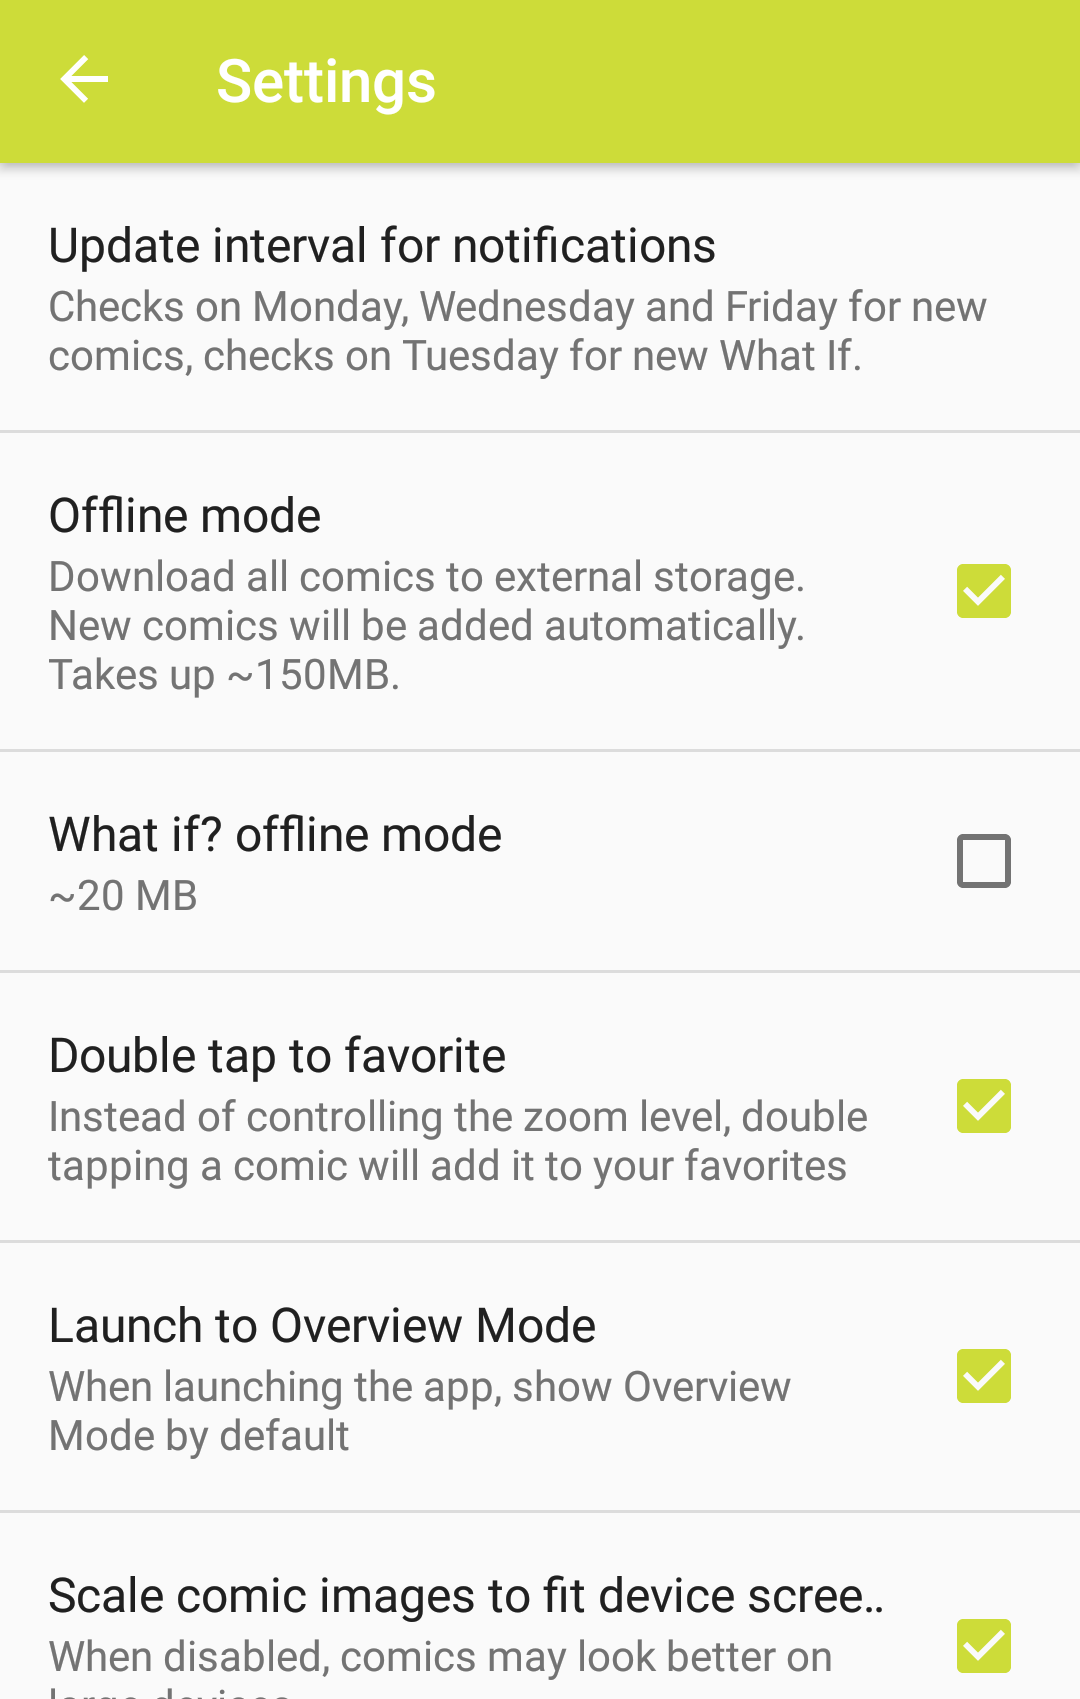 Settings
Update interval for notifications
Checks on Monday, Wednesday and Friday for new
comics, checks on Tuesday for new What If.
Offline mode
Download all comics to external storage.
New comics will be added automatically.
Takes up ~150MB.
What if? offline mode
~20 MB
Double tap to favorite
Instead of controlling the zoom level, double
tapping a comic will add it to your favorites
Launch to Overview Mode
When launching the app, show Overview
Mode by default
Scale comic images to fit device scree..
When disabled, comics may look better on
large devices